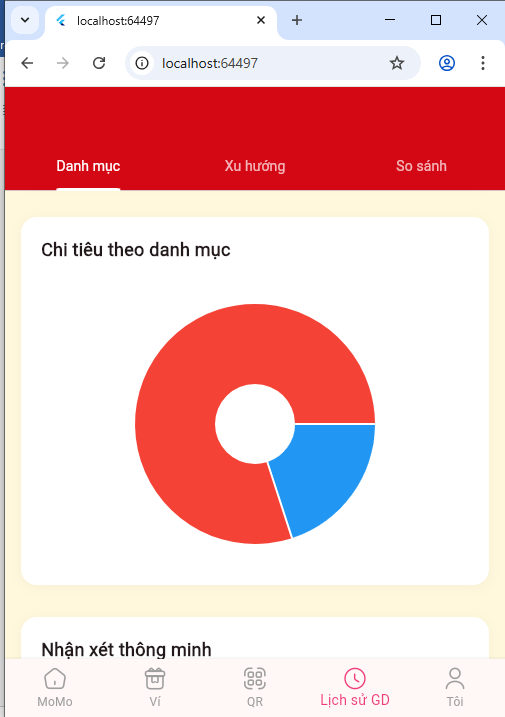 localhost:64497
localhost:64497
Danh mục
Xu hướng
So sánh
Chi tiêu theo danh mục
Nhận xét thông minh
MoMo
Ví
QR
Lịch sử GD
Tôi